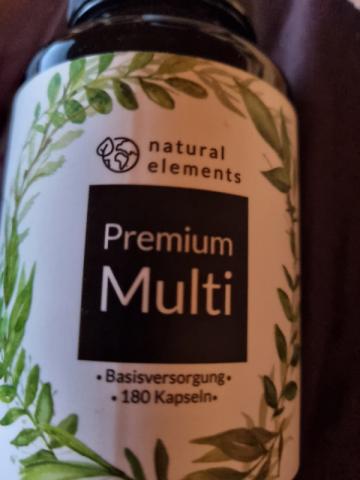 natural
elements
Premium
Multi
• Basisversorgung •
• 180 Kapseln •